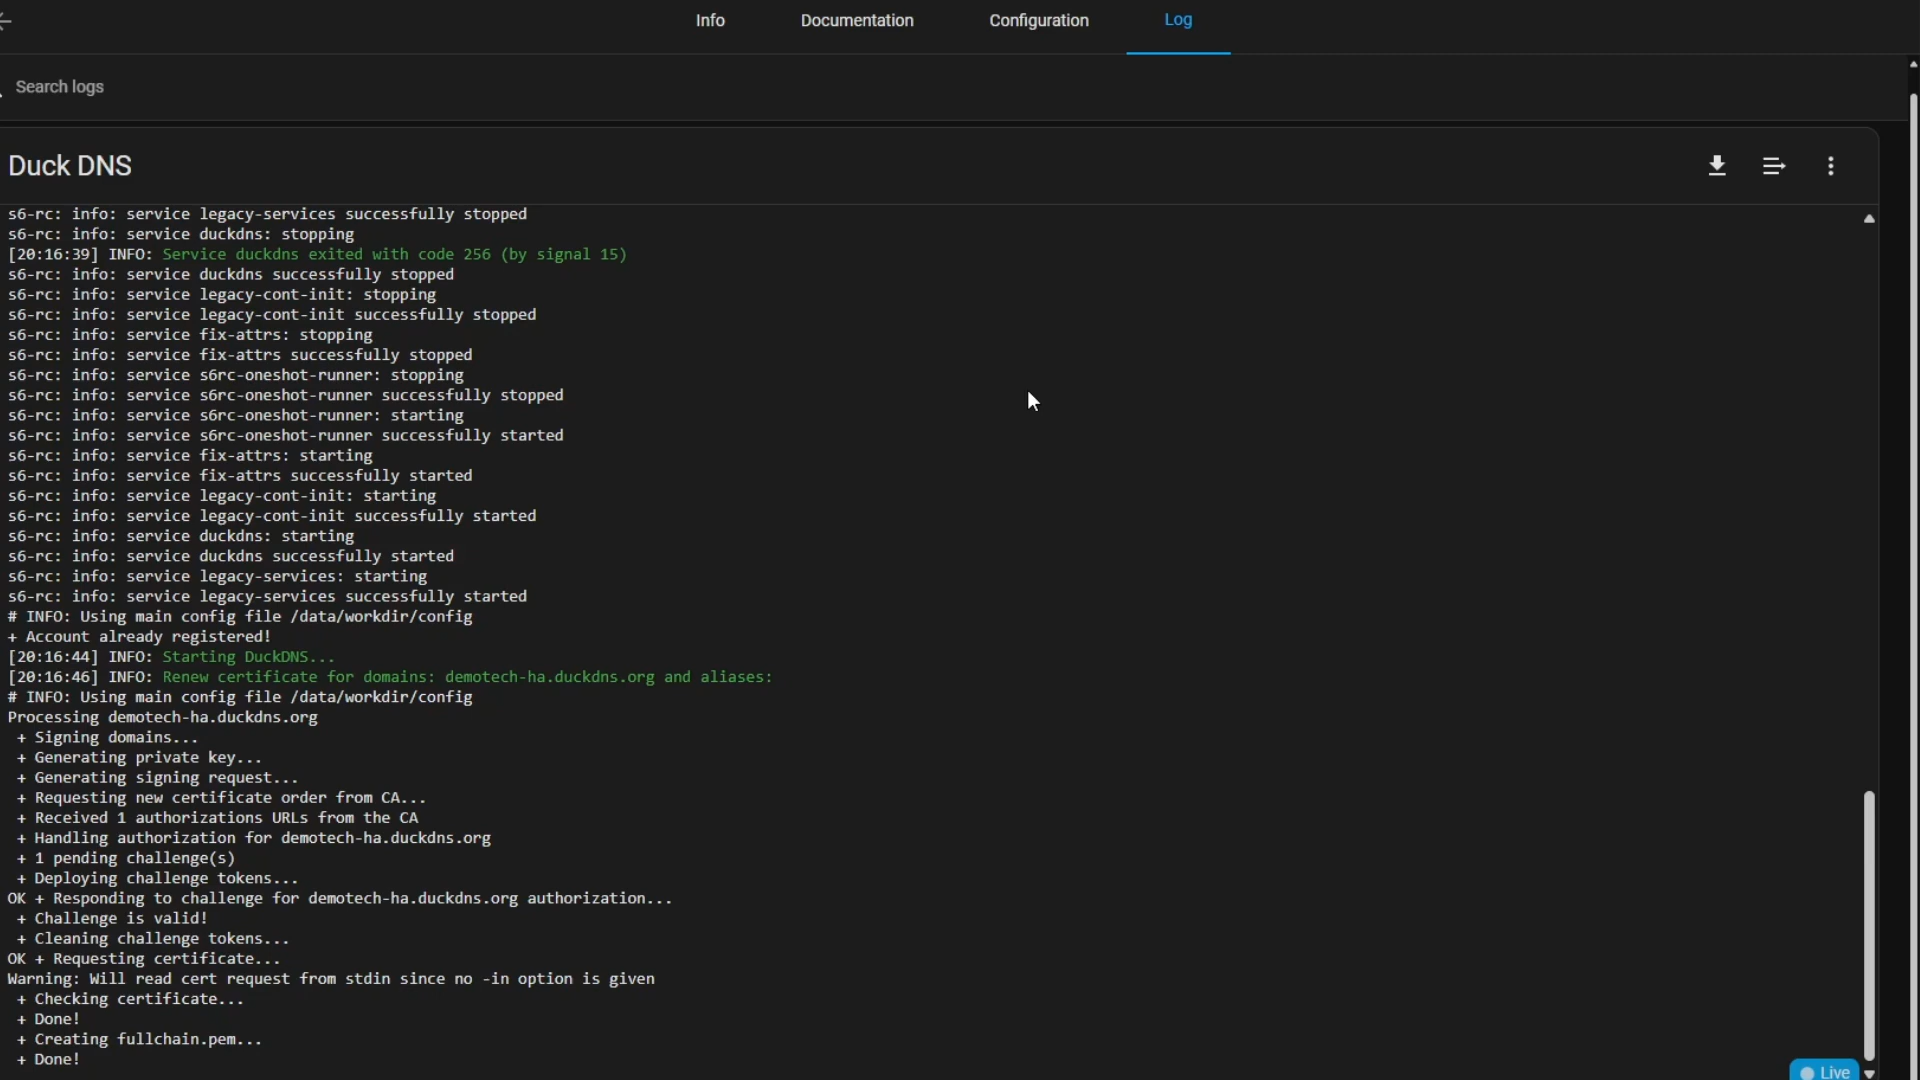 Info Documentation Configuration Log
Search logs
Duck DNS
s6-rc: info: service legacy-services successfully stopped
s6-rc: info: service duckdns: stopping
[20:16:39] INFO: Service duckdns exited with code 256 (by signal 15)
s6-rc: info: service duckdns successfully stopped
s6-rc: info: service legacy-cont-init: stopping
s6-rc: info: service legacy-cont-init successfully stopped
s6-rc: info: service fix-attrs: stopping
s6-rc: info: service fix-attrs successfully stopped
s6-rc: info: service s6rc-oneshot-runner: stopping
s6-rc: info: service s6rc-oneshot-runner successfully stopped
s6-rc: info: service s6rc-oneshot-runner: starting
s6-rc: info: service s6rc-oneshot-runner successfully started
s6-rc: info: service fix-attrs: starting
s6-rc: info: service fix-attrs successfully started
s6-rc: info: service legacy-cont-init: starting
s6-rc: info: service legacy-cont-init successfully started
s6-rc: info: service duckdns: starting
s6-rc: info: service duckdns successfully started
s6-rc: info: service legacy-services: starting
s6-rc: info: service legacy-services successfully started
# INFO: Using main config file /data/workdir/config
+ Account already registered!
[20:16:44] INFO: Starting DuckDNS...
[20:16:46] INFO: Renew certificate for domains: demotech-ha.duckdns.org and aliases:
# INFO: Using main config file /data/workdir/config
Processing demotech-ha.duckdns.org
+ Signing domains...
+ Generating private key...
+ Generating signing request...
+ Requesting new certificate order from CA...
+ Received 1 authorizations URLs from the CA
+ Handling authorization for demotech-ha.duckdns.org
+ 1 pending challenge(s)
+ Deploying challenge tokens...
OK + Responding to challenge for demotech-ha.duckdns.org authorization...
+ Challenge is valid!
+ Cleaning challenge tokens...
OK + Requesting certificate...
Warning: Will read cert request from stdin since no -in option is given
+ Checking certificate...
+ Done!
+ Creating fullchain.pem...
+ Done!
Live